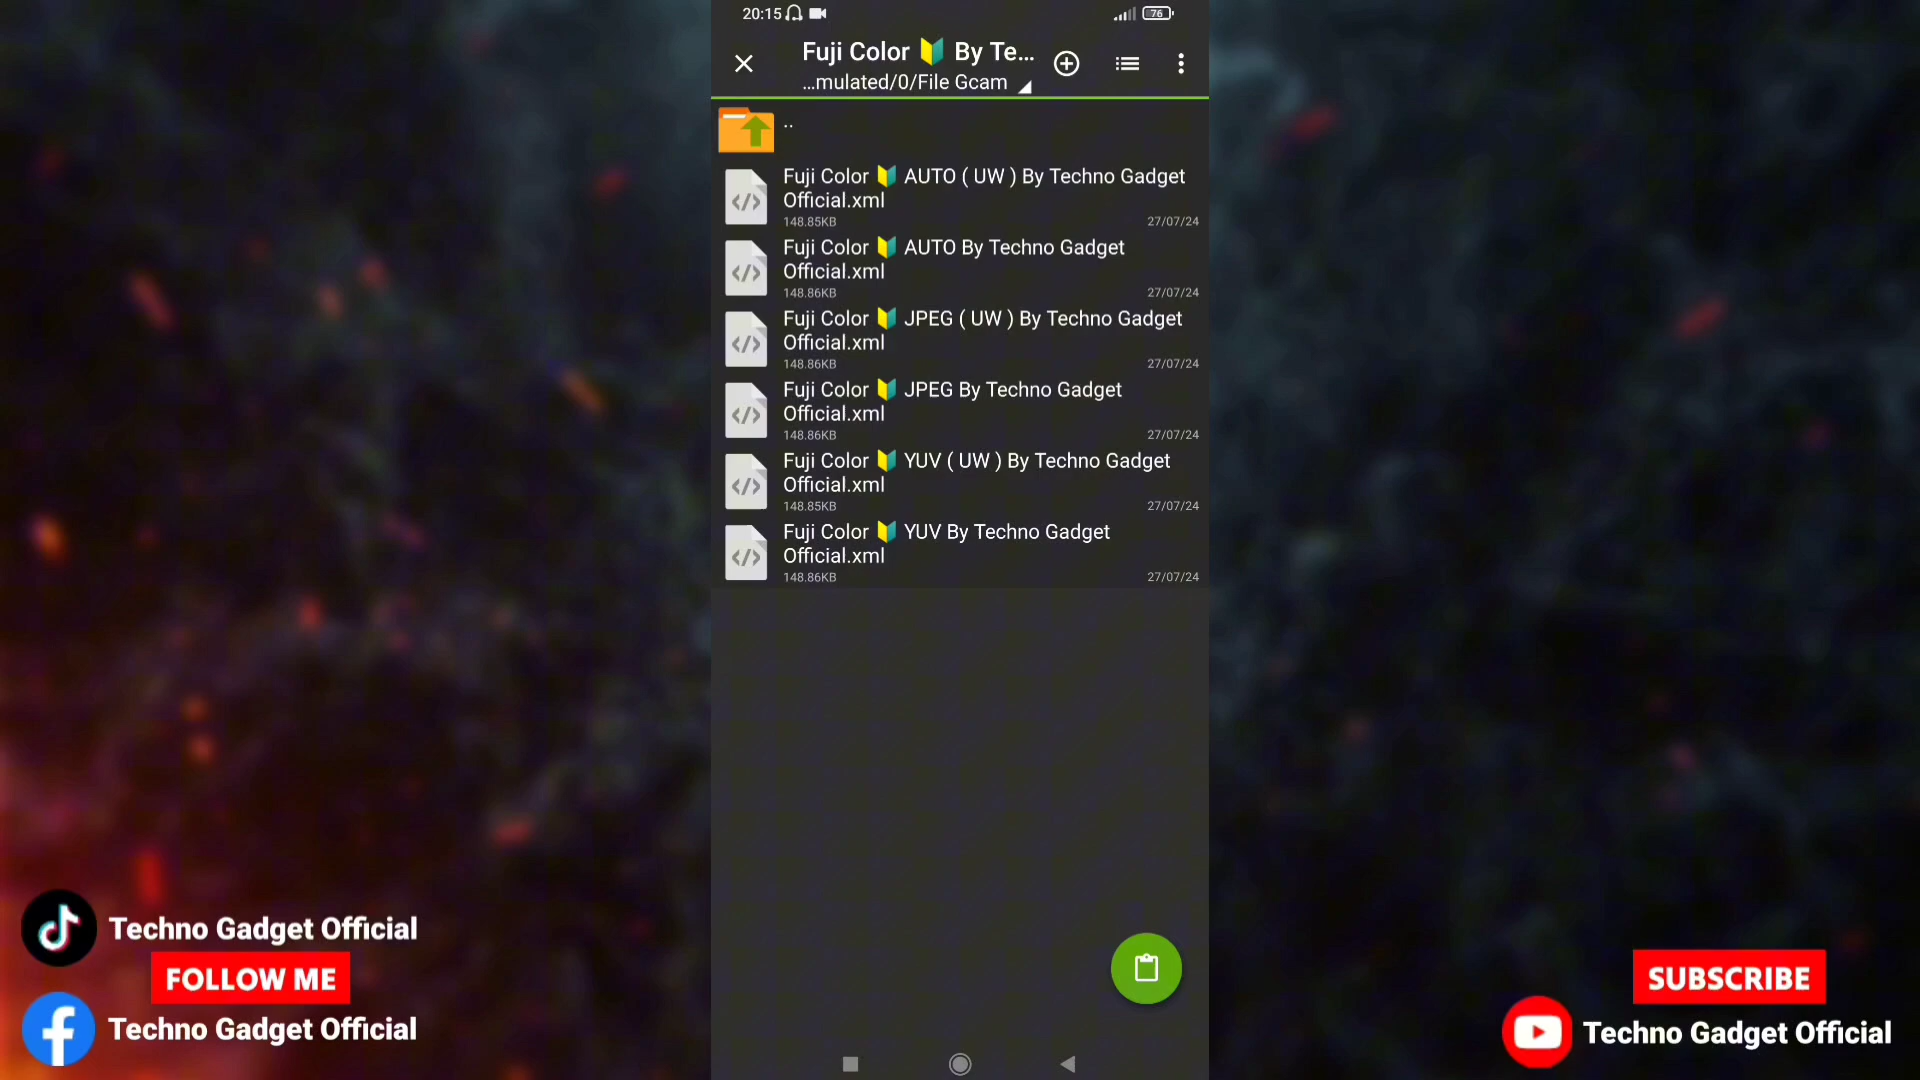 20:15
76
Fuji Color 🔰 By Te...
...mulated/0/File Gcam
..
Fuji Color 🔰 AUTO ( UW ) By Techno Gadget
Official.xml
148.85KB 27/07/24
Fuji Color 🔰 AUTO By Techno Gadget
Official.xml
148.86KB 27/07/24
Fuji Color 🔰 JPEG ( UW ) By Techno Gadget
Official.xml
148.86KB 27/07/24
Fuji Color 🔰 JPEG By Techno Gadget
Official.xml
148.86KB 27/07/24
Fuji Color 🔰 YUV ( UW ) By Techno Gadget
Official.xml
148.85KB 27/07/24
Fuji Color 🔰 YUV By Techno Gadget
Official.xml
148.86KB 27/07/24
Techno Gadget Official
FOLLOW ME
Techno Gadget Official
SUBSCRIBE
Techno Gadget Official